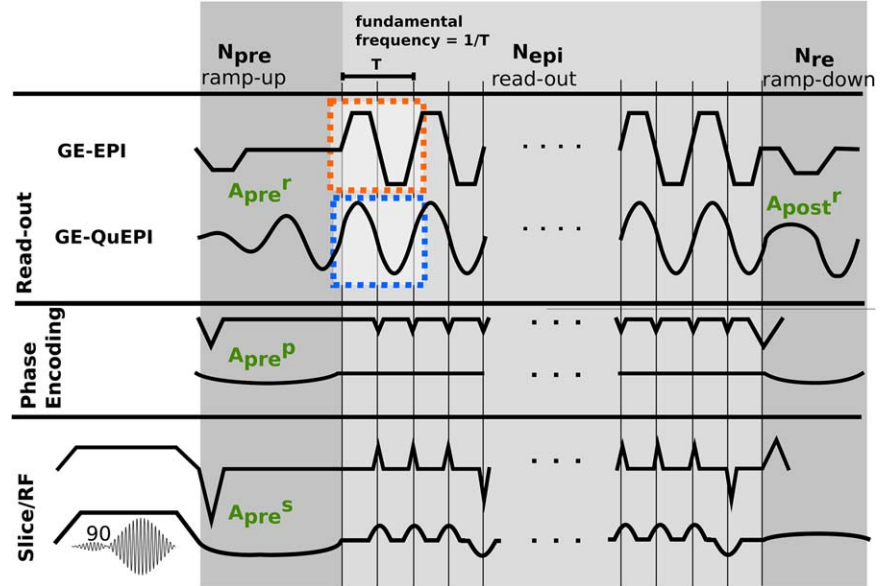 fundamental
frequency = 1/T
Npre
ramp-up
T
Nepi
read-out
Nre
ramp-down
Read-out
GE-EPI
Apre^r
GE-QuEPI
Apost^r
Phase
Encoding
Apre^p
Slice/RF
Apre^s
90